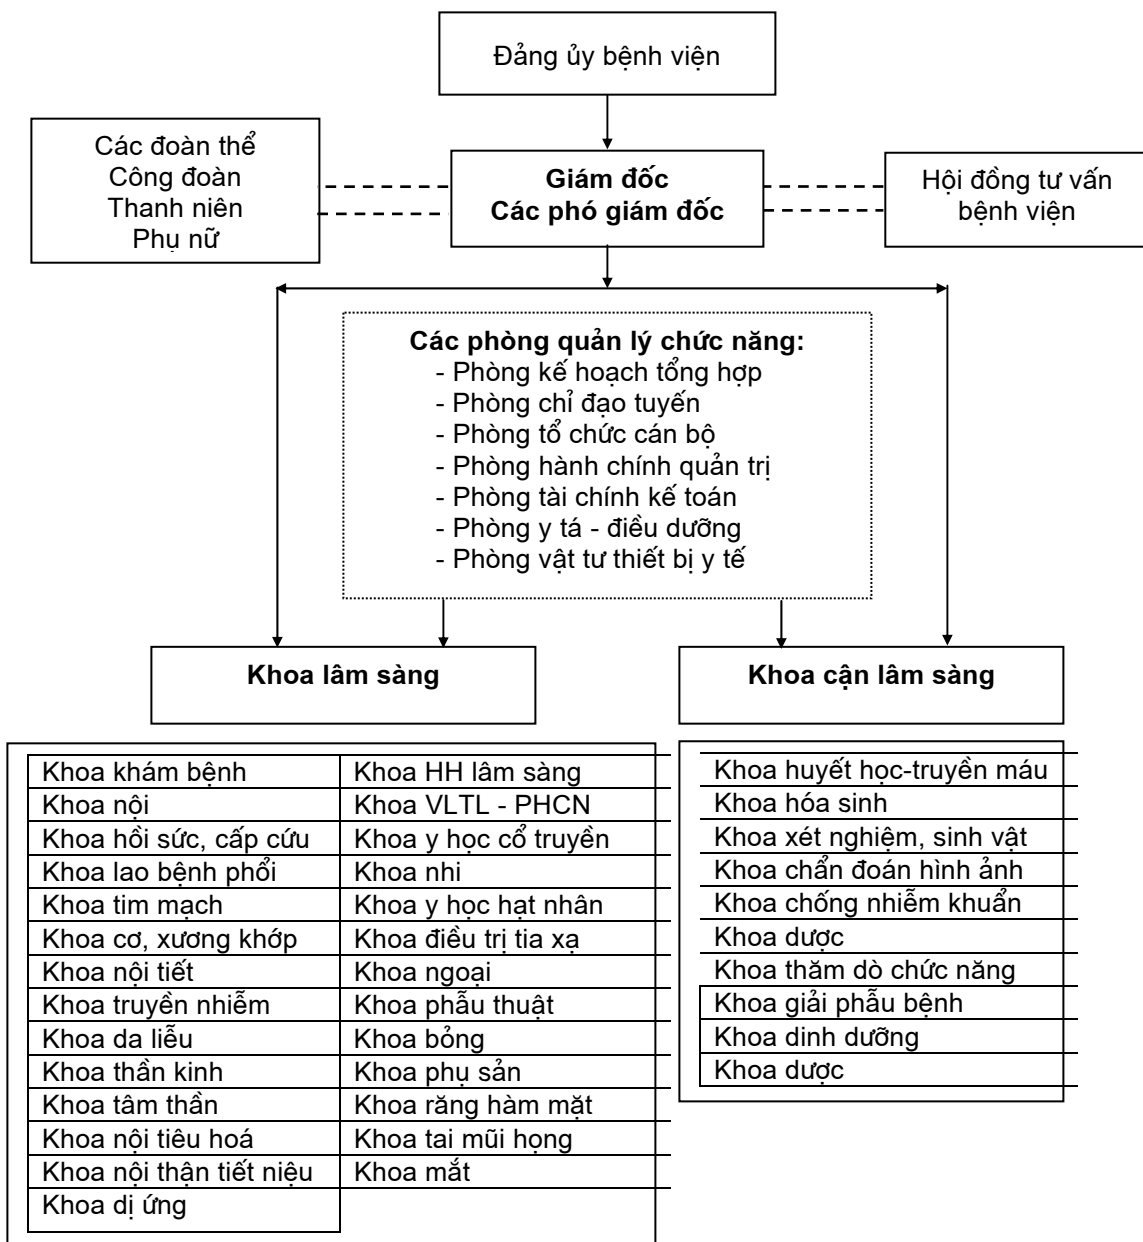 Đảng ủy bệnh viện
Các đoàn thể
Công đoàn
Thanh niên
Phụ nữ
Giám đốc
Các phó giám đốc
Hội đồng tư vấn
bệnh viện
Các phòng quản lý chức năng:
- Phòng kế hoạch tổng hợp
- Phòng chỉ đạo tuyến
- Phòng tổ chức cán bộ
- Phòng hành chính quản trị
- Phòng tài chính kế toán
- Phòng y tá - điều dưỡng
- Phòng vật tư thiết bị y tế
Khoa lâm sàng
Khoa cận lâm sàng
Khoa khám bệnh
Khoa nội
Khoa hồi sức, cấp cứu
Khoa lao bệnh phổi
Khoa tim mạch
Khoa cơ, xương khớp
Khoa nội tiết
Khoa truyền nhiễm
Khoa da liễu
Khoa thần kinh
Khoa tâm thần
Khoa nội tiêu hoá
Khoa nội thận tiết niệu
Khoa dị ứng
Khoa HH lâm sàng
Khoa VLTL - PHCN
Khoa y học cổ truyền
Khoa nhi
Khoa y học hạt nhân
Khoa điều trị tia xạ
Khoa ngoại
Khoa phẫu thuật
Khoa bỏng
Khoa phụ sản
Khoa răng hàm mặt
Khoa tai mũi họng
Khoa mắt
Khoa huyết học-truyền máu
Khoa hóa sinh
Khoa xét nghiệm, sinh vật
Khoa chẩn đoán hình ảnh
Khoa chống nhiễm khuẩn
Khoa dược
Khoa thăm dò chức năng
Khoa giải phẫu bệnh
Khoa dinh dưỡng
Khoa dược